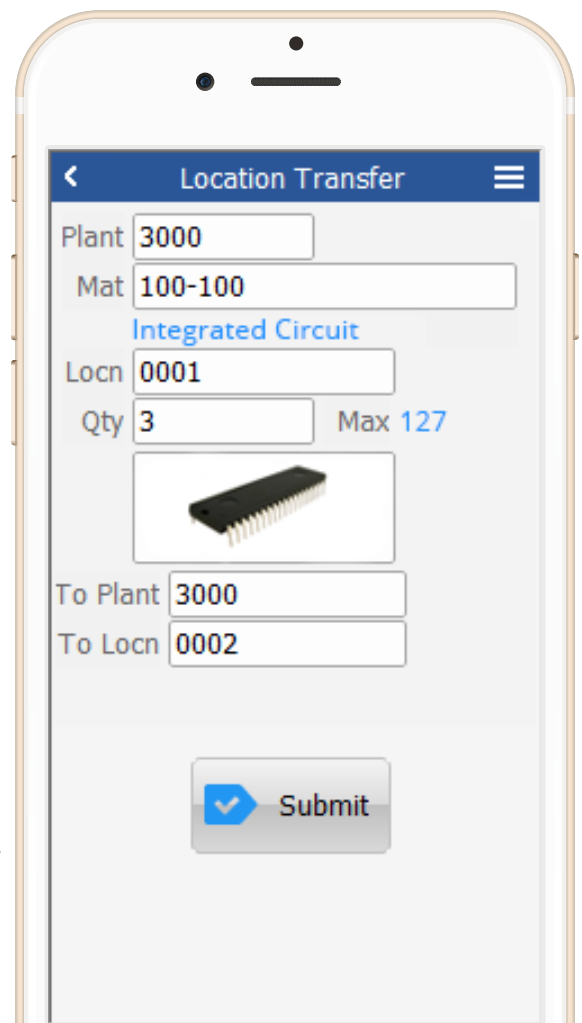 Location Transfer
Plant 3000
Mat 100-100
Integrated Circuit
Locn 0001
Qty 3 Max 127
To Plant 3000
To Locn 0002
Submit